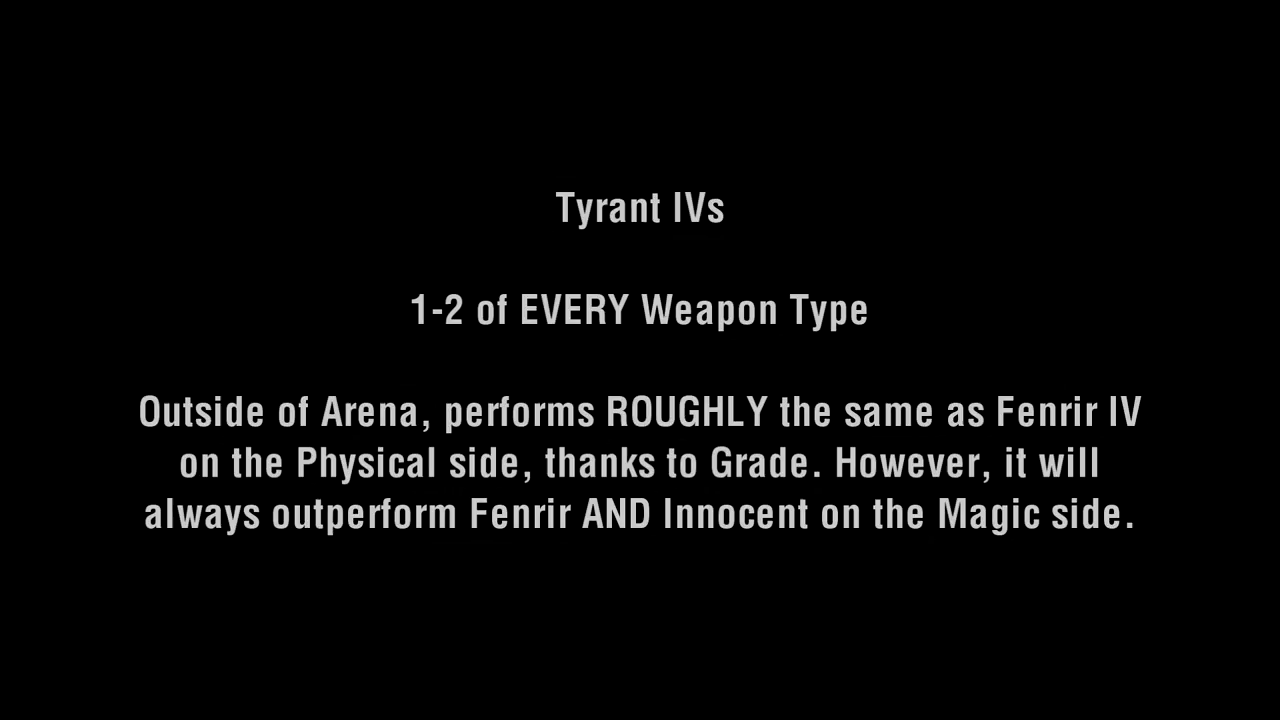 Tyrant IVs
1-2 of EVERY Weapon Type
Outside of Arena, performs ROUGHLY the same as Fenrir IV
on the Physical side, thanks to Grade. However, it will
always outperform Fenrir AND Innocent on the Magic side.